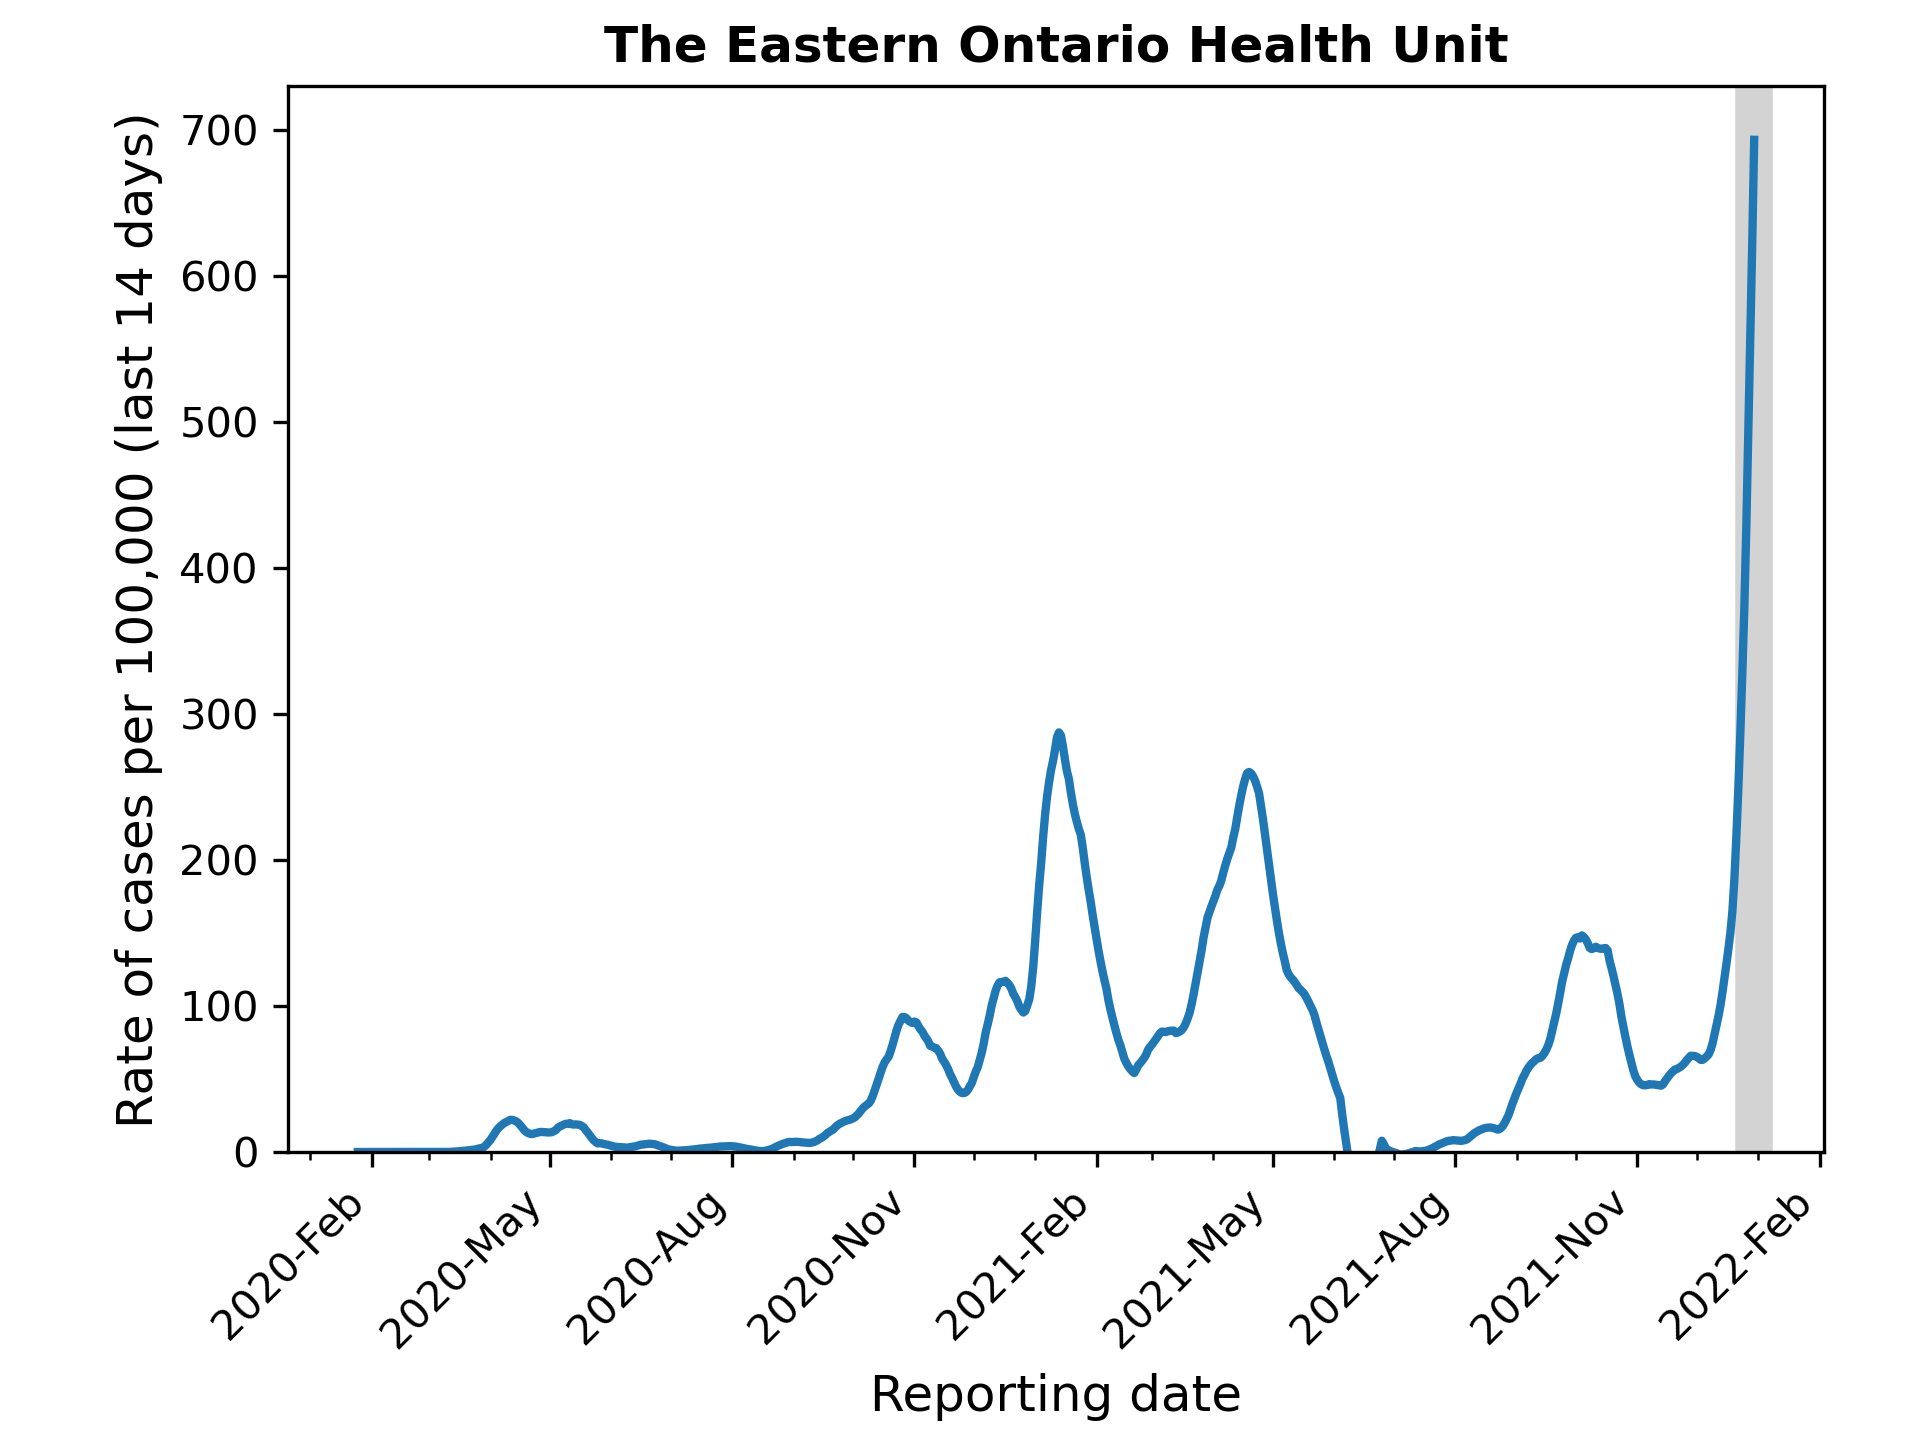 The Eastern Ontario Health Unit
Rate of cases per 100,000 (last 14 days)
700
600
500
400
300
200
100
0
2020-Feb
2020-May
2020-Aug
2020-Nov
2021-Feb
2021-May
2021-Aug
2021-Nov
2022-Feb
Reporting date